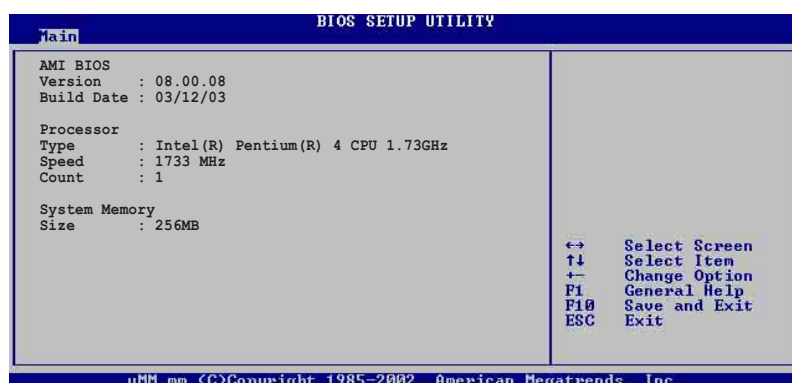 BIOS SETUP UTILITY
Main
AMI BIOS
Version : 08.00.08
Build Date : 03/12/03
Processor
Type : Intel(R) Pentium(R) 4 CPU 1.73GHz
Speed : 1733 MHz
Count : 1
System Memory
Size : 256MB
↔ Select Screen
↑↓ Select Item
+- Change Option
F1 General Help
F10 Save and Exit
ESC Exit
(C)Copyright 1985-2002, American Megatrends, Inc